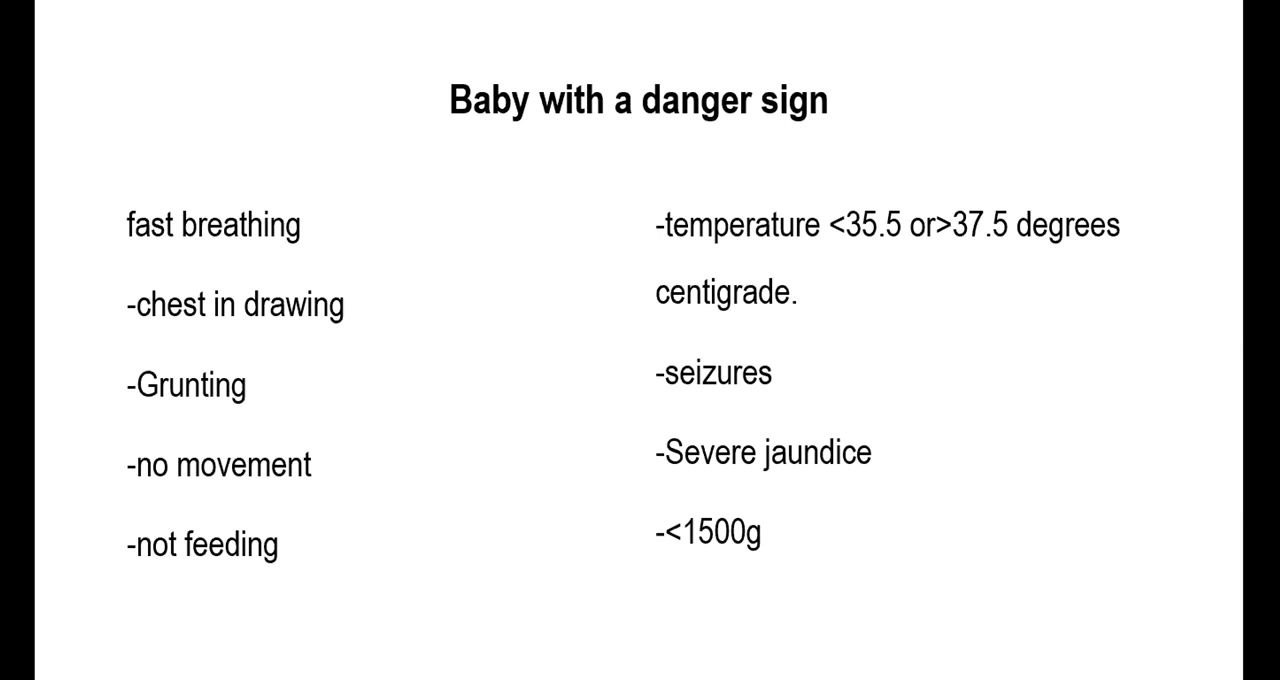 Baby with a danger sign
fast breathing
-chest in drawing
-Grunting
-no movement
-not feeding
-temperature <35.5 or>37.5 degrees
centigrade.
-seizures
-Severe jaundice
-<1500g